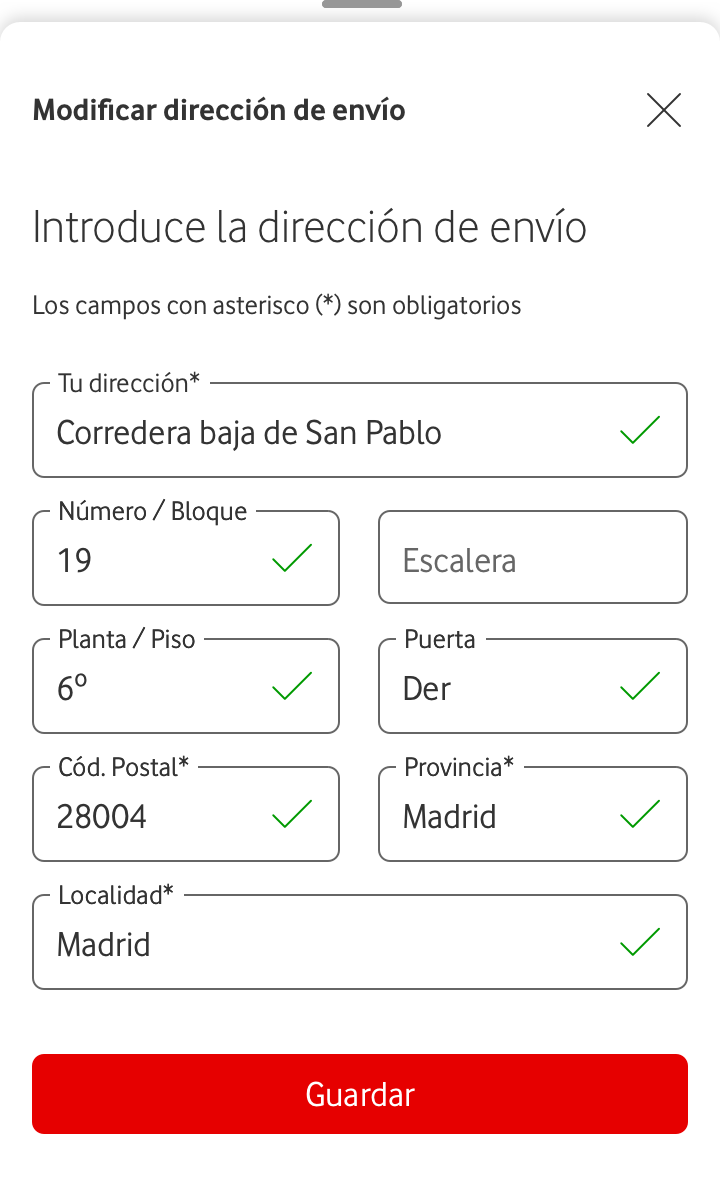 Modificar dirección de envío
Introduce la dirección de envío
Los campos con asterisco (*) son obligatorios
Tu dirección*
Corredera baja de San Pablo
Número / Bloque
19
Escalera
Planta / Piso
6º
Puerta
Der
Cód. Postal*
28004
Provincia*
Madrid
Localidad*
Madrid
Guardar